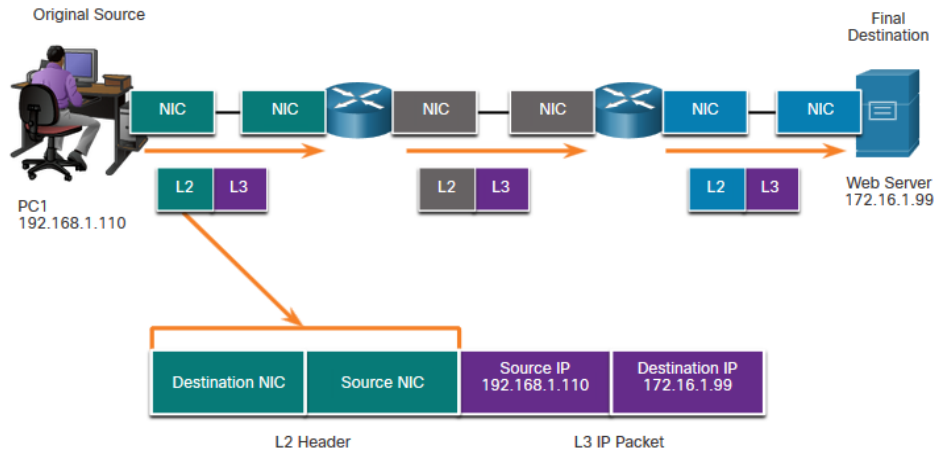 Original Source
Final
Destination
NIC
NIC
NIC
NIC
NIC
NIC
L2
L3
L2
L3
L2
L3
PC1
192.168.1.110
Web Server
172.16.1.99
Destination NIC
Source NIC
Source IP
192.168.1.110
Destination IP
172.16.1.99
L2 Header
L3 IP Packet